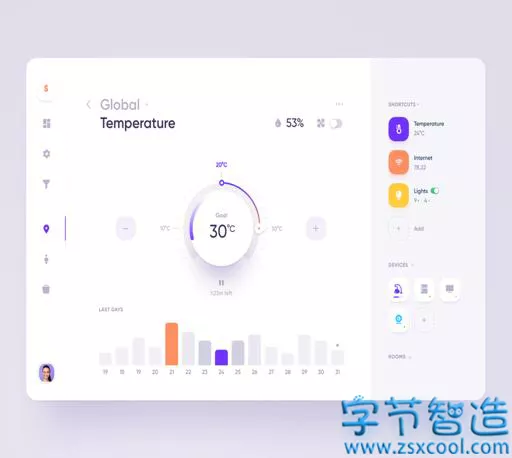 S
Global
Temperature
53%
20°C
10°C
Goal
30°C
30°C
1:23m left
LAST DAYS
19 20 21 22 23 24 25 26 27 28 29 30 31
SHORTCUTS
Temperature
24°C
Internet
78,22
Lights
9 • 4 •
Add
DEVICES
ROOMS
字节智造
www.zsxcool.com